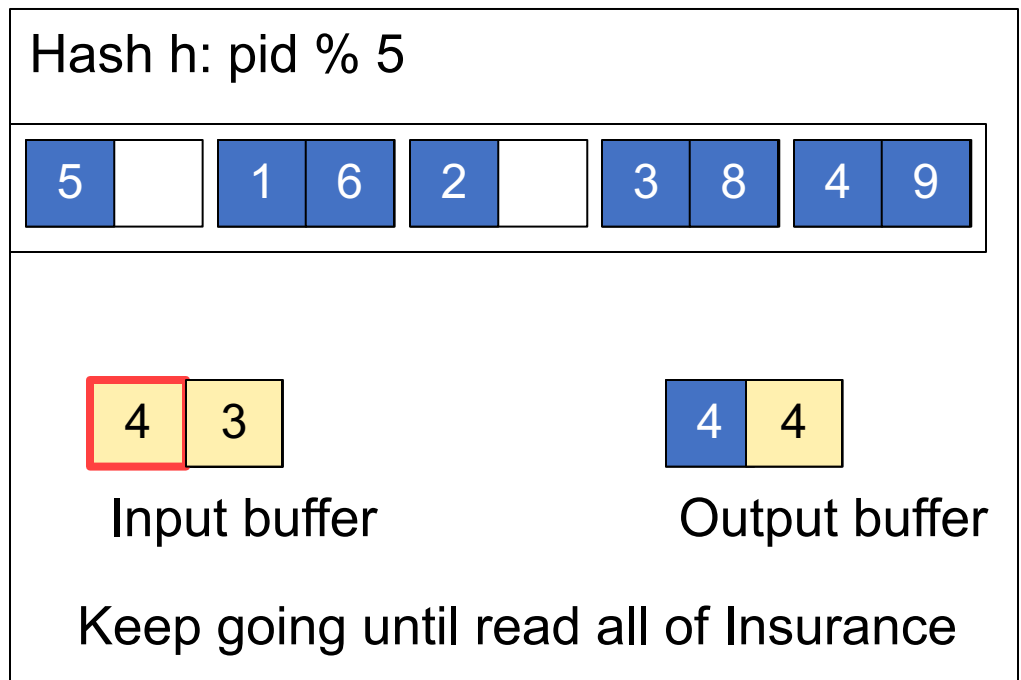 Hash h: pid % 5
5 1 6 2 3 8 4 9
4 3 4 4
Input buffer Output buffer
Keep going until read all of Insurance